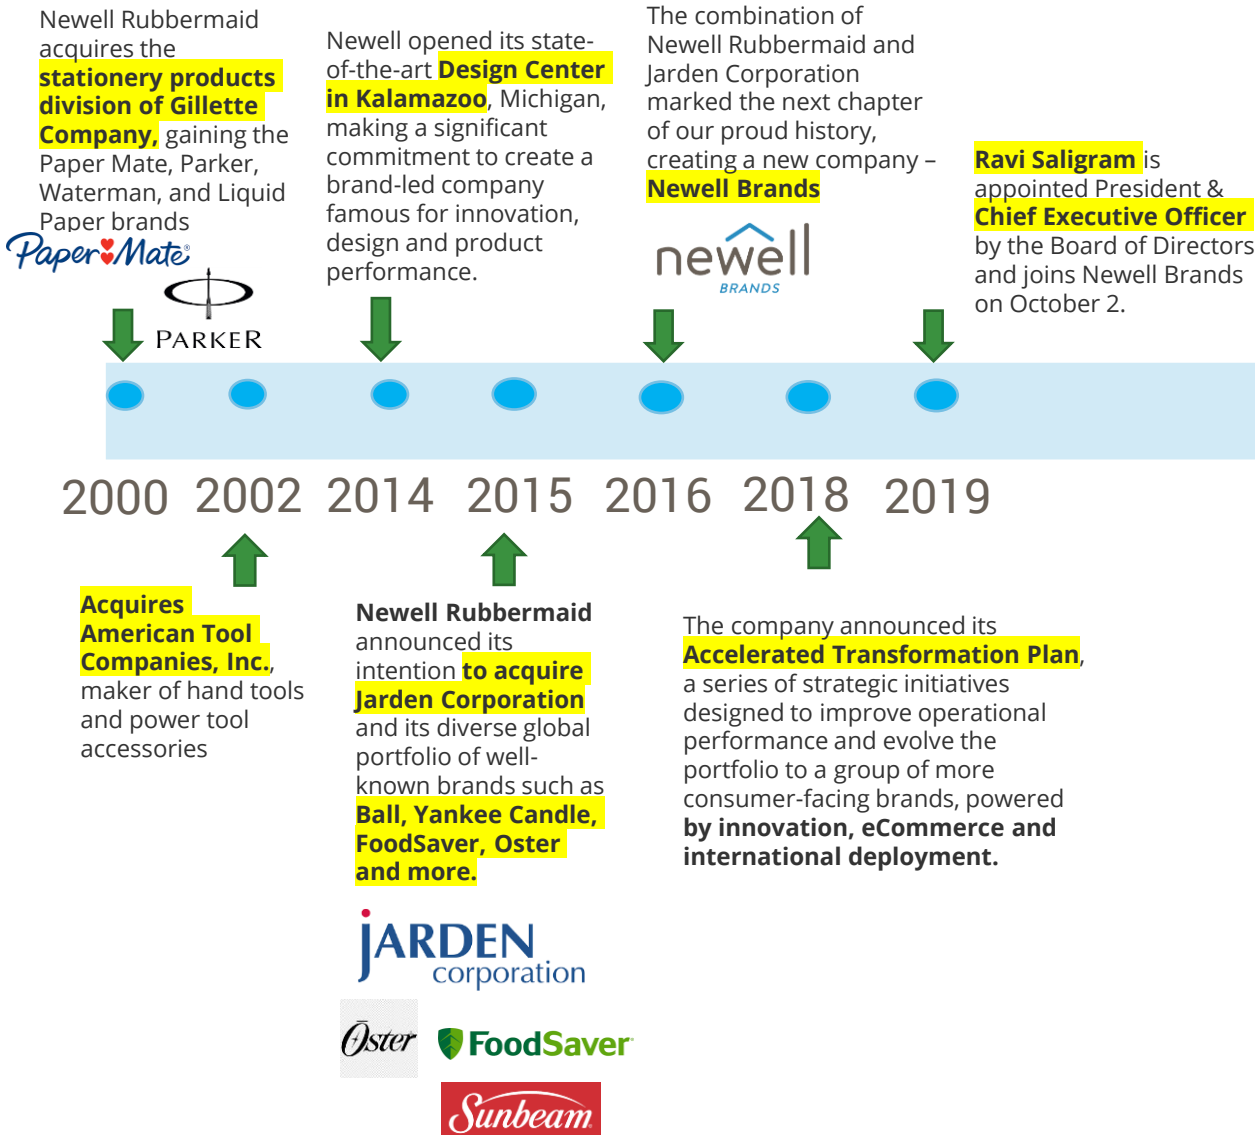 Newell Rubbermaid
acquires the
stationery products
division of Gillette
Company, gaining the
Paper Mate, Parker,
Waterman, and Liquid
Paper brands
Paper Mate®
PARKER
Newell opened its state-
of-the-art Design Center
in Kalamazoo, Michigan,
making a significant
commitment to create a
brand-led company
famous for innovation,
design and product
performance.
The combination of
Newell Rubbermaid and
Jarden Corporation
marked the next chapter
of our proud history,
creating a new company –
Newell Brands
newell
BRANDS
Ravi Saligram is
appointed President &
Chief Executive Officer
by the Board of Directors
and joins Newell Brands
on October 2.
2000 2002 2014 2015 2016 2018 2019
Acquires
American Tool
Companies, Inc.,
maker of hand tools
and power tool
accessories
Newell Rubbermaid
announced its
intention to acquire
Jarden Corporation
and its diverse global
portfolio of well-
known brands such as
Ball, Yankee Candle,
FoodSaver, Oster
and more.
jARDEN
corporation
Oster
FoodSaver
Sunbeam
The company announced its
Accelerated Transformation Plan,
a series of strategic initiatives
designed to improve operational
performance and evolve the
portfolio to a group of more
consumer-facing brands, powered
by innovation, eCommerce and
international deployment.